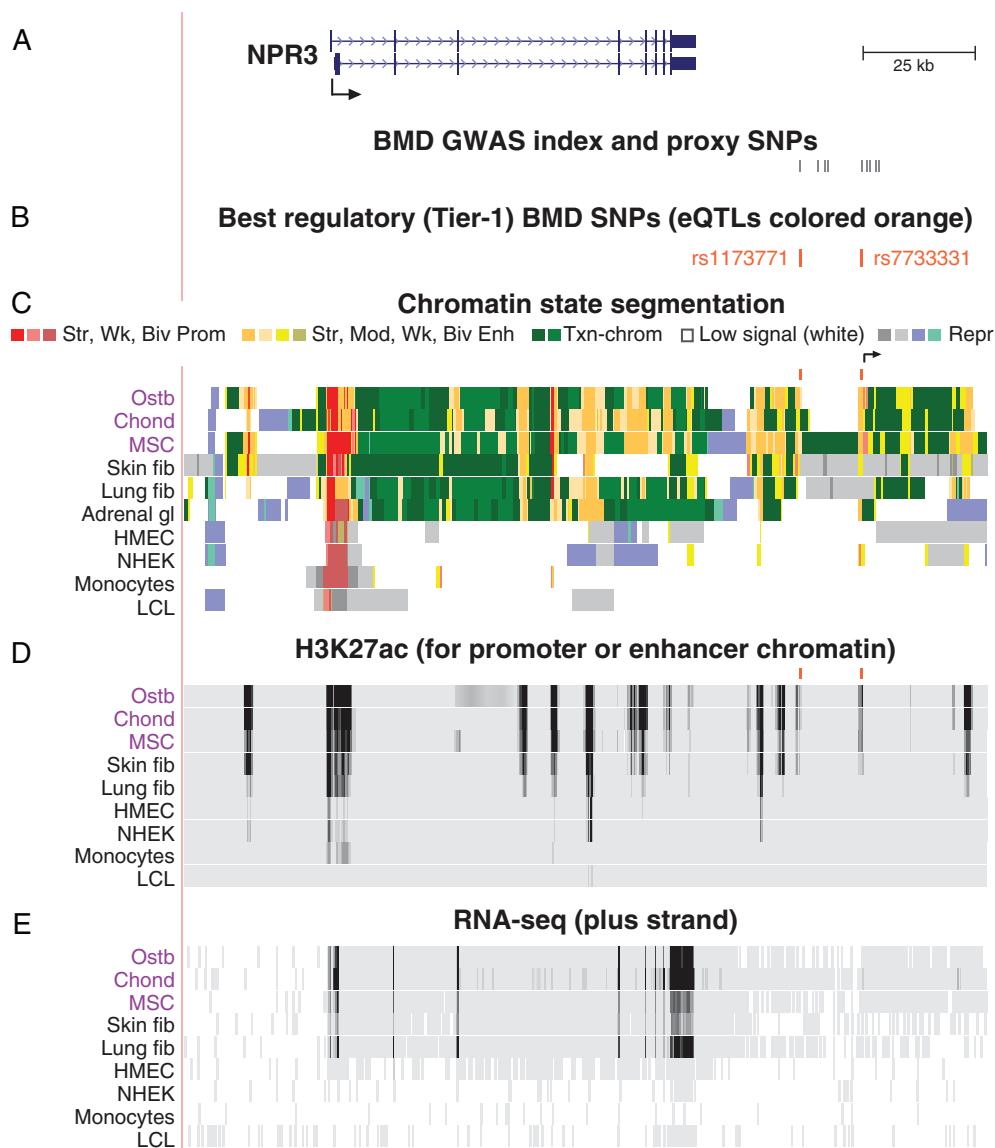 A
NPR3
25 kb
BMD GWAS index and proxy SNPs
B
Best regulatory (Tier-1) BMD SNPs (eQTLs colored orange)
rs1173771
rs7733331
C
Chromatin state segmentation
Str, Wk, Biv Prom
Str, Mod, Wk, Biv Enh
Txn-chrom
Low signal (white)
Repr
Ostb
Chond
MSC
Skin fib
Lung fib
Adrenal gl
HMEC
NHEK
Monocytes
LCL
D
H3K27ac (for promoter or enhancer chromatin)
Ostb
Chond
MSC
Skin fib
Lung fib
HMEC
NHEK
Monocytes
LCL
E
RNA-seq (plus strand)
Ostb
Chond
MSC
Skin fib
Lung fib
HMEC
NHEK
Monocytes
LCL